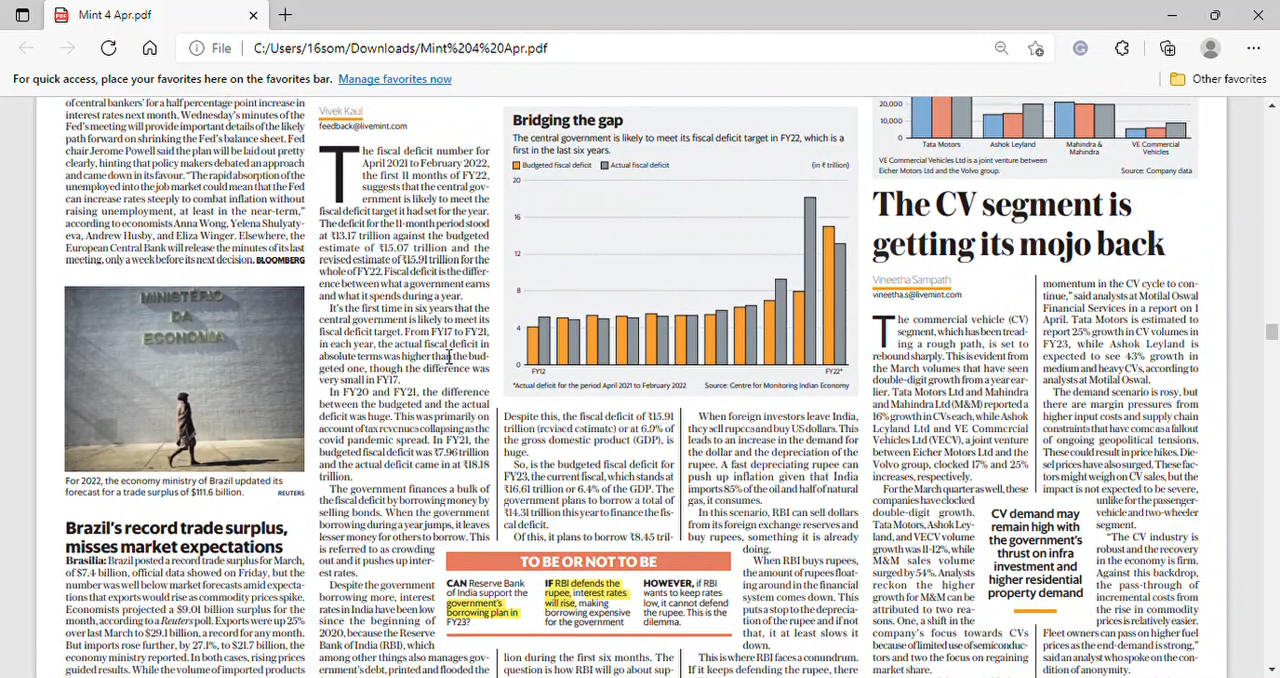 Mint 4 Apr.pdf
File
C:/Users/16som/Downloads/Mint%204%20Apr.pdf
For quick access, place your favorites here on the favorites bar. Manage favorites now
Other favorites
of central bankers' for a half percentage point increase in
interest rates next month. Wednesday's minutes of the
Fed's meeting will provide important details of the likely
path forward on shrinking the Fed's balance sheet. Fed
chair Jerome Powell said the plan will be laid out pretty
clearly, hinting that policy makers debated an approach
and came down in its favour. "The rapid absorption of the
unemployed into the job market could mean that the Fed
can increase rates steeply to combat inflation without
raising unemployment, at least in the near-term,"
according to economists Anna Wong, Yelena Shulyaty-
eva, Andrew Husby, and Eliza Winger. Elsewhere, the
European Central Bank will release the minutes of its last
meeting, only a week before its next decision. BLOOMBERG
MINISTÉRIO
DA
ECONOMIA
For 2022, the economy ministry of Brazil updated its
forecast for a trade surplus of $111.6 billion.
REUTERS
Brazil's record trade surplus,
misses market expectations
Brasilia: Brazil posted a record trade surplus for March,
of $7.4 billion, official data showed on Friday, but the
number was well below market forecasts amid expecta-
tions that exports would rise as commodity prices spike.
Economists projected a $9.01 billion surplus for the
month, according to a Reuters poll. Exports were up 25%
over last March to $29.1 billion, a record for any month.
But imports rose further, by 27.1%, to $21.7 billion, the
economy ministry reported. In both cases, rising prices
guided results. While the volume of imported products
Vivek Kaul
feedback@livemint.com
The fiscal deficit number for
April 2021 to February 2022,
the first 11 months of FY22,
suggests that the central gov-
ernment is likely to meet the
fiscal deficit target it had set for the year.
The deficit for the 11-month period stood
at ₹13.17 trillion against the budgeted
estimate of ₹15.07 trillion and the
revised estimate of ₹15.91 trillion for the
whole of FY22. Fiscal deficit is the differ-
ence between what a government earns
and what it spends during a year.
It's the first time in six years that the
central government is likely to meet its
fiscal deficit target. From FY17 to FY21,
in each year, the actual fiscal deficit in
absolute terms was higher than the bud-
geted one, though the difference was
very small in FY17.
In FY20 and FY21, the difference
between the budgeted and the actual
deficit was huge. This was primarily on
account of tax revenues collapsing as the
covid pandemic spread. In FY21, the
budgeted fiscal deficit was ₹7.96 trillion
and the actual deficit came in at ₹18.18
trillion.
The government finances a bulk of
the fiscal deficit by borrowing money by
selling bonds. When the government
borrowing during a year jumps, it leaves
lesser money for others to borrow. This
is referred to as crowding
out and it pushes up inter-
est rates.
Despite the government
borrowing more, interest
rates in India have been low
since the beginning of
2020, because the Reserve
Bank of India (RBI), which
among other things also manages gov-
ernment's debt, printed and flooded the
Bridging the gap
The central government is likely to meet its fiscal deficit target in FY22, which is a
first in the last six years.
Budgeted fiscal deficit
Actual fiscal deficit
(in ₹ trillion)
20
16
12
8
4
0
FY12
FY22*
*Actual deficit for the period April 2021 to February 2022
Source: Centre for Monitoring Indian Economy
Despite this, the fiscal deficit of ₹15.91
trillion (revised estimate) or at 6.9% of
the gross domestic product (GDP), is
huge.
So, is the budgeted fiscal deficit for
FY23, the current fiscal, which stands at
₹16.61 trillion or 6.4% of the GDP. The
government plans to borrow a total of
₹14.31 trillion this year to finance the fis-
cal deficit.
Of this, it plans to borrow ₹8.45 tril-
TO BE OR NOT TO BE
CAN Reserve Bank
of India support the
government's
borrowing plan in
FY23?
IF RBI defends the
rupee, interest rates
will rise, making
borrowing expensive
for the government
HOWEVER, if RBI
wants to keep rates
low, it cannot defend
the rupee. This is the
dilemma.
lion during the first six months. The
question is how RBI will go about sup-
When foreign investors leave India,
they sell rupees and buy US dollars. This
leads to an increase in the demand for
the dollar and the depreciation of the
rupee. A fast depreciating rupee can
push up inflation given that India
imports 85% of the oil and half of natural
gas, it consumes.
In this scenario, RBI can sell dollars
from its foreign exchange reserves and
buy rupees, something it is already
doing.
When RBI buys rupees,
the amount of rupees float-
ing around in the financial
system comes down. This
puts a stop to the deprecia-
tion of the rupee and if not
that, it at least slows it
down.
This is where RBI faces a conundrum.
If it keeps defending the rupee, there
20,000
10,000
0
Tata Motors
Ashok Leyland
Mahindra &
Mahindra
VE Commercial
Vehicles
VE Commercial Vehicles Ltd is a joint venture between
Eicher Motors Ltd and the Volvo group.
Source: Company data
The CV segment is
getting its mojo back
Vineetha Sampath
vineetha.s@livemint.com
The commercial vehicle (CV)
segment, which has been tread-
ing a rough path, is set to
rebound sharply. This is evident from
the March volumes that have seen
double-digit growth from a year ear-
lier. Tata Motors Ltd and Mahindra
and Mahindra Ltd (M&M) reported a
16% growth in CVs each, while Ashok
Leyland Ltd and VE Commercial
Vehicles Ltd (VECV), a joint venture
between Eicher Motors Ltd and the
Volvo group, clocked 17% and 25%
increases, respectively.
For the March quarter as well, these
companies have clocked
double-digit growth.
Tata Motors, Ashok Ley-
land, and VECV volume
growth was 11-12%, while
M&M sales volume
surged by 54%. Analysts
reckon the higher
growth for M&M can be
attributed to two rea-
sons. One, a shift in the
company's focus towards CVs
because of limited use of semiconduc-
tors and two the focus on regaining
market share.
CV demand may
remain high with
the government's
thrust on infra
investment and
higher residential
property demand
momentum in the CV cycle to con-
tinue," said analysts at Motilal Oswal
Financial Services in a report on 1
April. Tata Motors is estimated to
report 25% growth in CV volumes in
FY23, while Ashok Leyland is
expected to see 43% growth in
medium and heavy CVs, according to
analysts at Motilal Oswal.
The demand scenario is rosy, but
there are margin pressures from
higher input costs and supply chain
constraints that have come as a fallout
of ongoing geopolitical tensions.
These could result in price hikes. Die-
sel prices have also surged. These fac-
tors might weigh on CV sales, but the
impact is not expected to be severe,
unlike for the passenger-
vehicle and two-wheeler
segment.
"The CV industry is
robust and the recovery
in the economy is firm.
Against this backdrop,
the pass-through of
incremental costs from
the rise in commodity
prices is relatively easier.
Fleet owners can pass on higher fuel
prices as the end-demand is strong,"
said an analyst who spoke on the con-
dition of anonymity.